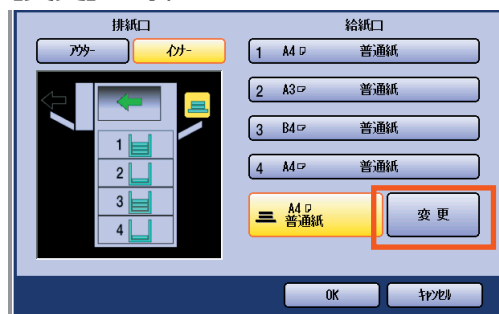 排紙口
給紙口
アウター インナー
1 A4 普通紙
2 A3 普通紙
3 B4 普通紙
4 A4 普通紙
1
2
3
4
A4
普通紙
変更
OK キャンセル